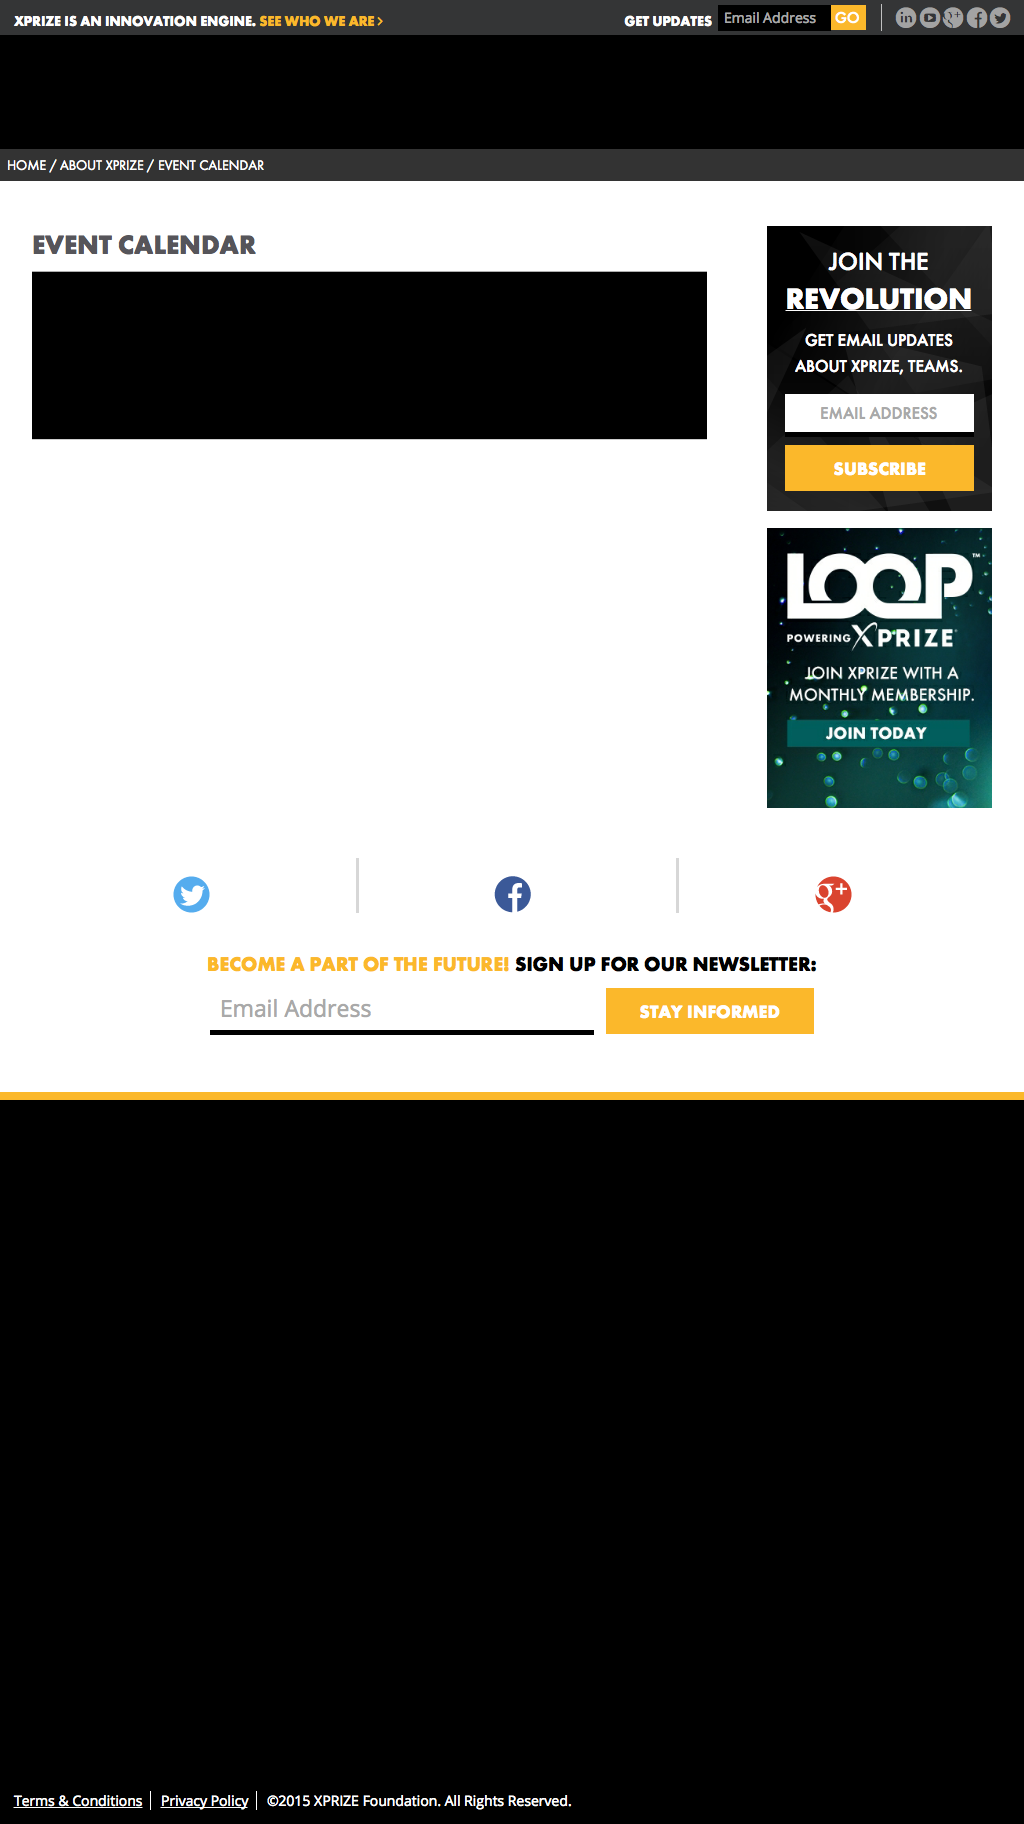 XPRIZE IS AN INNOVATION ENGINE. SEE WHO WE ARE >
GET UPDATES Email Address GO
HOME / ABOUT XPRIZE / EVENT CALENDAR
EVENT CALENDAR
JOIN THE
REVOLUTION
GET EMAIL UPDATES
ABOUT XPRIZE, TEAMS.
EMAIL ADDRESS
SUBSCRIBE
LOOP™
POWERING XPRIZE
JOIN XPRIZE WITH A
MONTHLY MEMBERSHIP.
JOIN TODAY
BECOME A PART OF THE FUTURE! SIGN UP FOR OUR NEWSLETTER:
Email Address
STAY INFORMED
Terms & Conditions | Privacy Policy | ©2015 XPRIZE Foundation. All Rights Reserved.